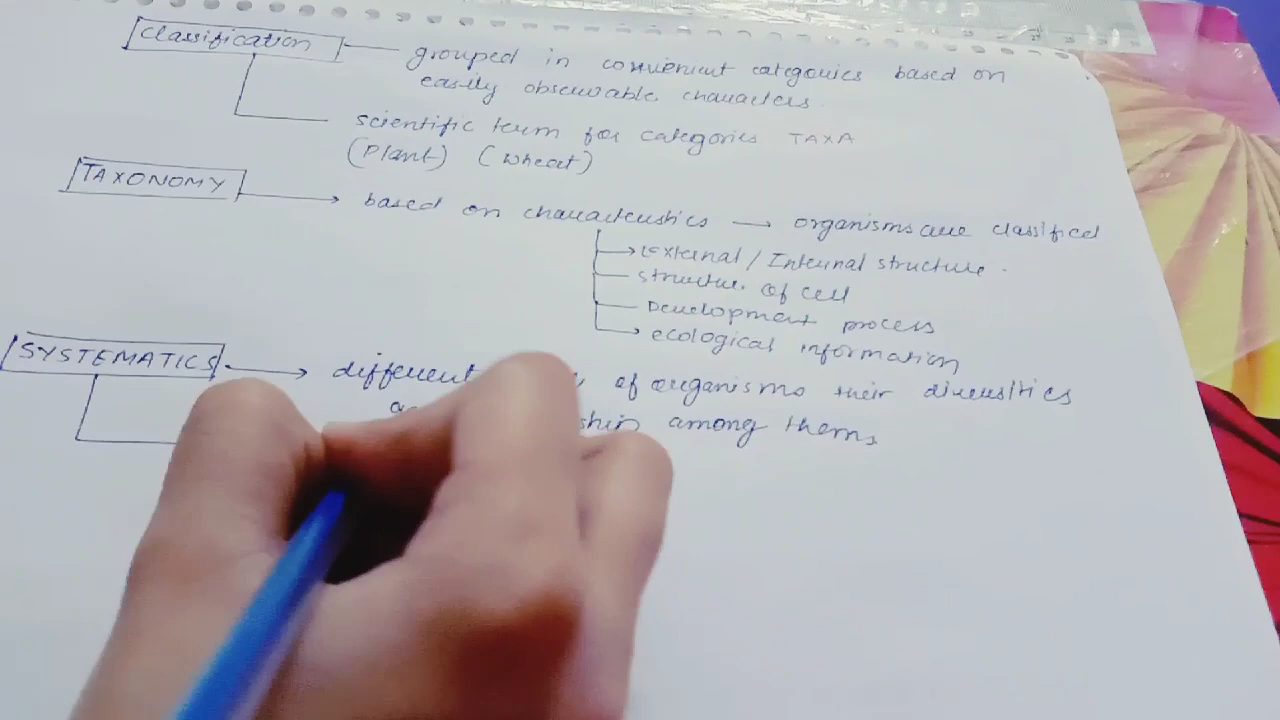 classification
grouped in convienient categories based on
easily observable characters.
scientific term for categories TAXA
(Plant) (Wheat)
TAXONOMY
based on characteristics → organisms are classified
External / Internal structure.
structure of cell
Development process
ecological information
SYSTEMATICS
different of organisms their diversities
among thems